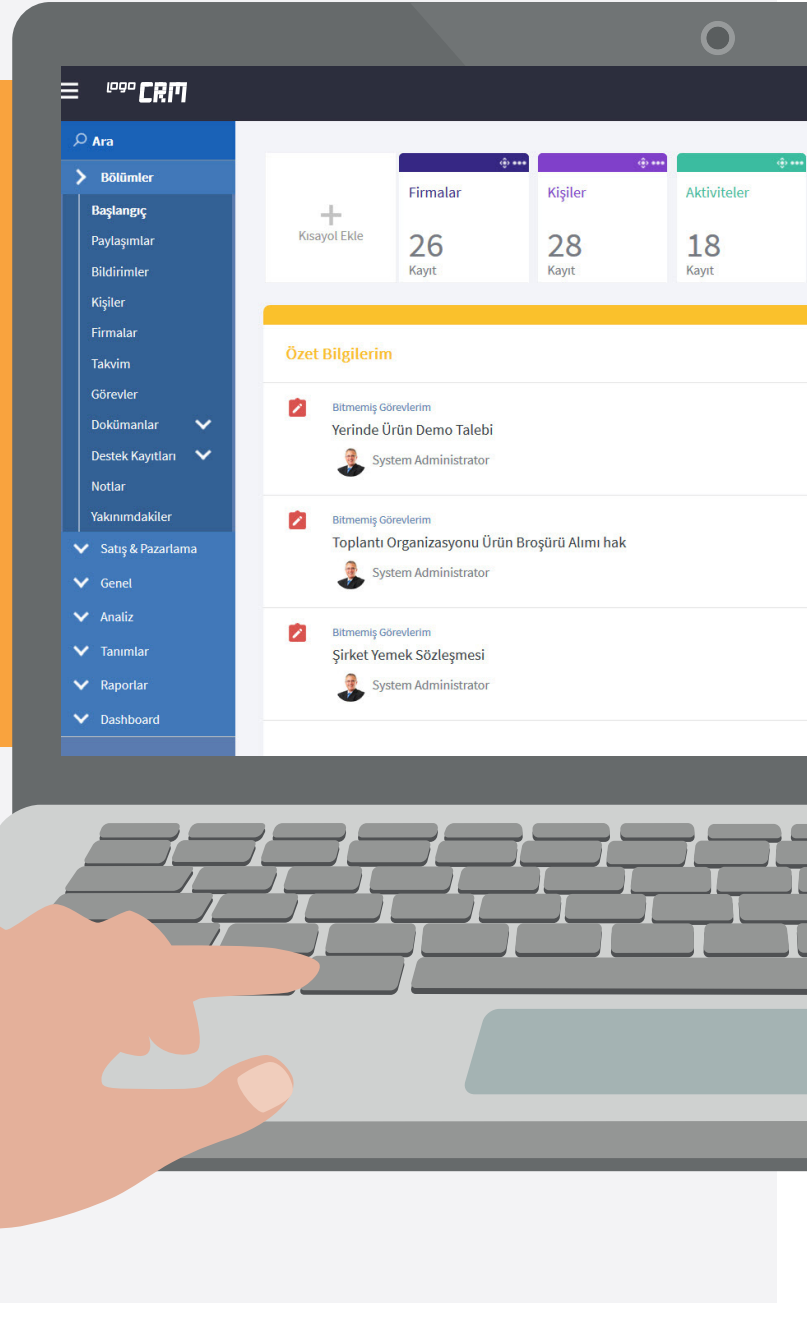 logo CRM
Ara
Bölümler
Başlangıç
Paylaşımlar
Bildirimler
Kişiler
Firmalar
Takvim
Görevler
Dokümanlar
Destek Kayıtları
Notlar
Yakınımdakiler
Satış & Pazarlama
Genel
Analiz
Tanımlar
Raporlar
Dashboard
Kısayol Ekle
Firmalar
26
Kayıt
Kişiler
28
Kayıt
Aktiviteler
18
Kayıt
Özet Bilgilerim
Bitmemiş Görevlerim
Yerinde Ürün Demo Talebi
System Administrator
Bitmemiş Görevlerim
Toplantı Organizasyonu Ürün Broşürü Alımı hak
System Administrator
Bitmemiş Görevlerim
Şirket Yemek Sözleşmesi
System Administrator